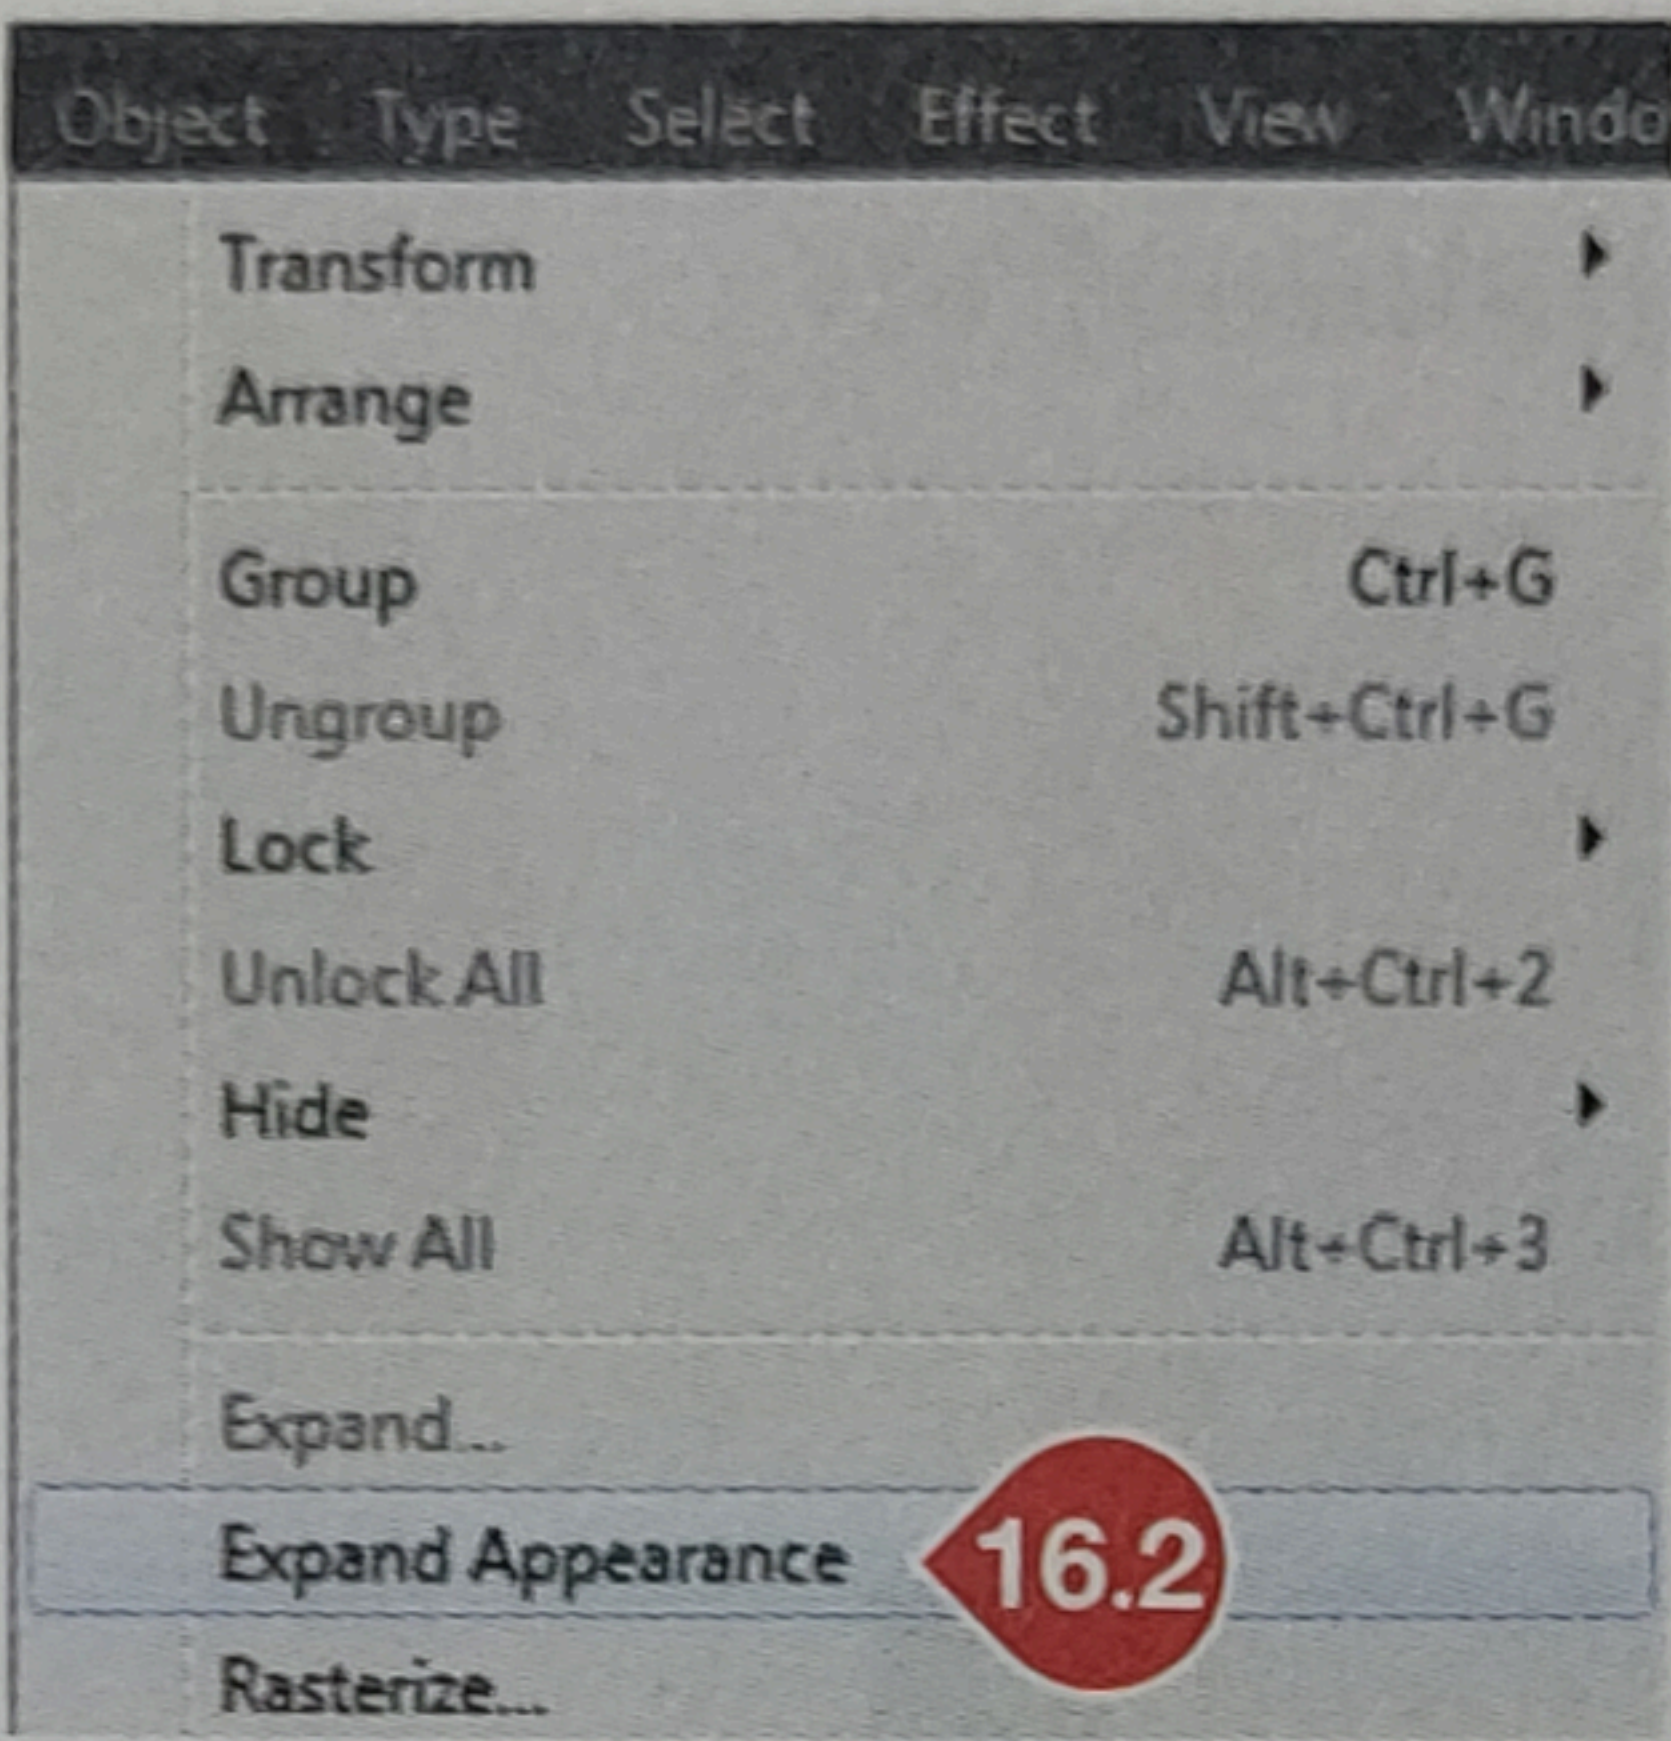 Object Type Select Effect View Windo
Transform
Arrange
Group Ctrl+G
Ungroup Shift+Ctrl+G
Lock
Unlock All Alt+Ctrl+2
Hide
Show All Alt+Ctrl+3
Expand...
Expand Appearance 16.2
Rasterize...